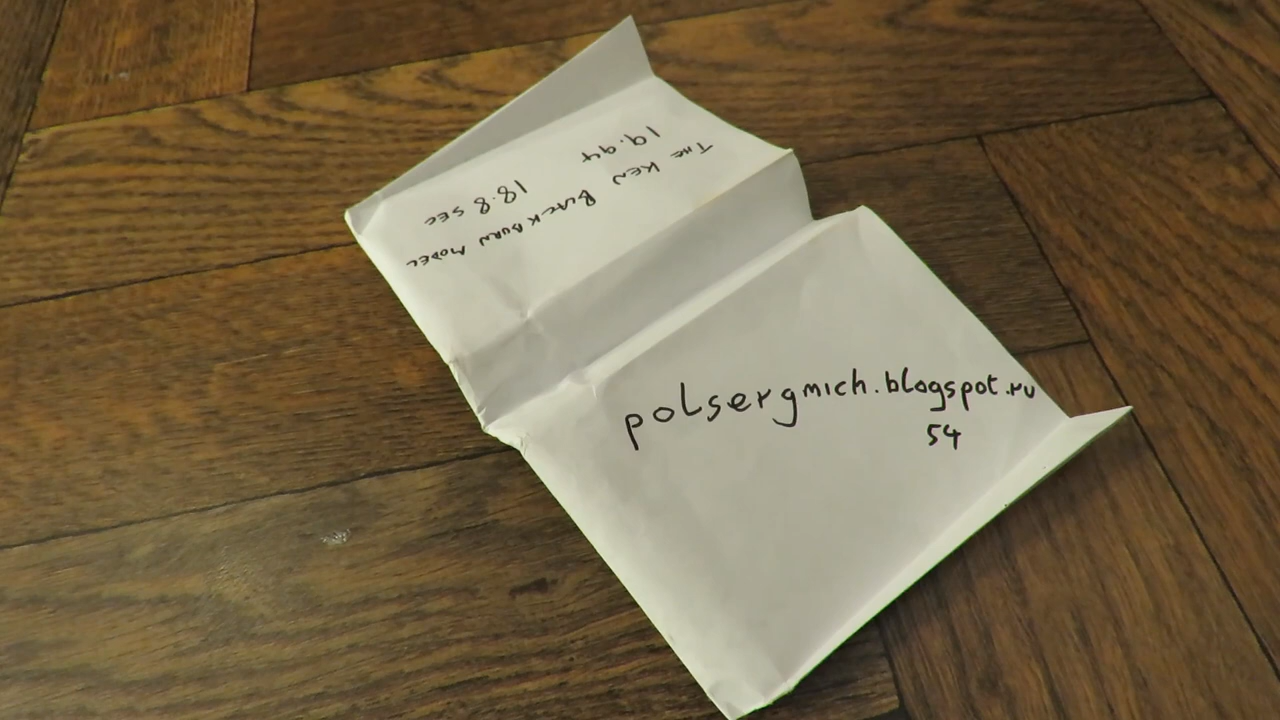 THE KEN BLACKBURN MODEL
19.94 18.8 SEC
polsergmich.blogspot.ru
54